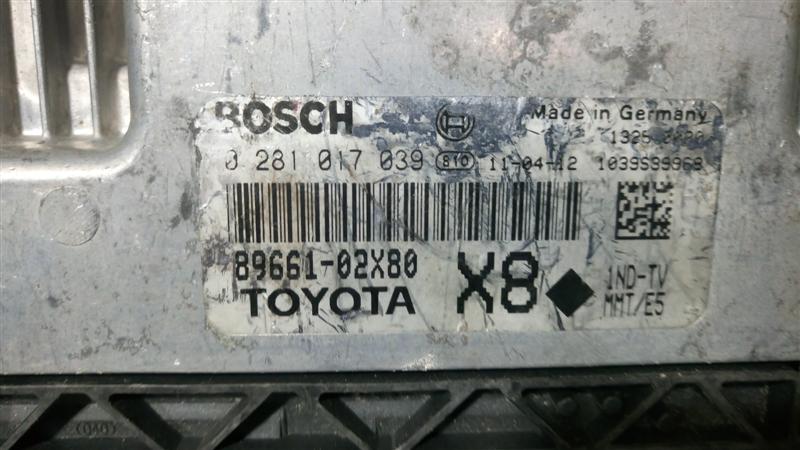 BOSCH Made in Germany
0 281 017 039 810 11-04-12 1039S99968
89661-02X80 X8 1ND-TV
TOYOTA MMT/E5